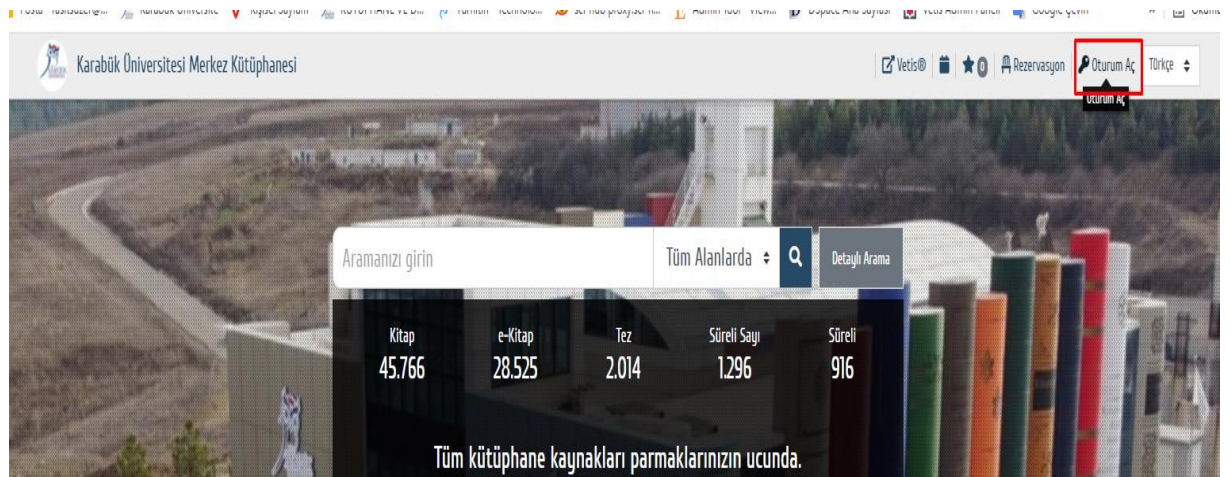 Karabük Üniversitesi Merkez Kütüphanesi
Vetis® 0 Rezervasyon Oturum Aç Türkçe
Oturum Aç
Aramanızı girin Tüm Alanlarda Detaylı Arama
Kitap e-Kitap Tez Süreli Sayı Süreli
45.766 28.525 2.014 1.296 916
Tüm kütüphane kaynakları parmaklarınızın ucunda.